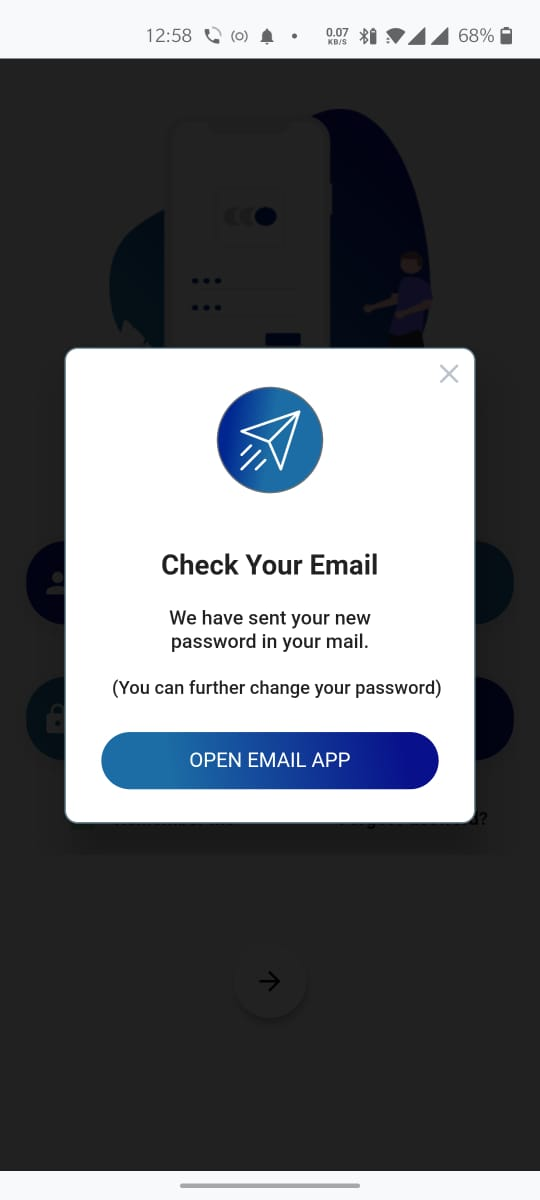 12:58 0.07 KB/S 68%
Check Your Email
We have sent your new
password in your mail.
(You can further change your password)
OPEN EMAIL APP